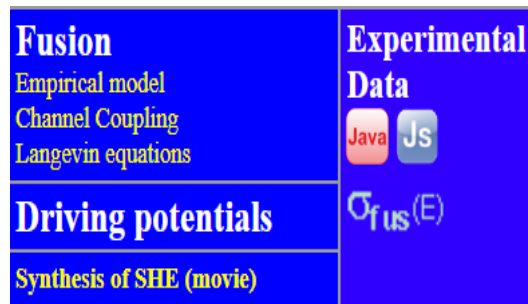 Fusion
Empirical model
Channel Coupling
Langevin equations
Driving potentials
Synthesis of SHE (movie)
Experimental
Data
Java Js
σfus(E)